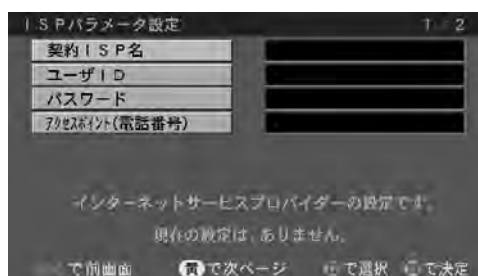 ISPパラメータ設定 1/2
契約ISP名
ユーザID
パスワード
アクセスポイント(電話番号)
インターネットサービスプロバイダーの設定です。
現在の設定は、ありません。
で前画面 黄で次ページ で選択 で決定